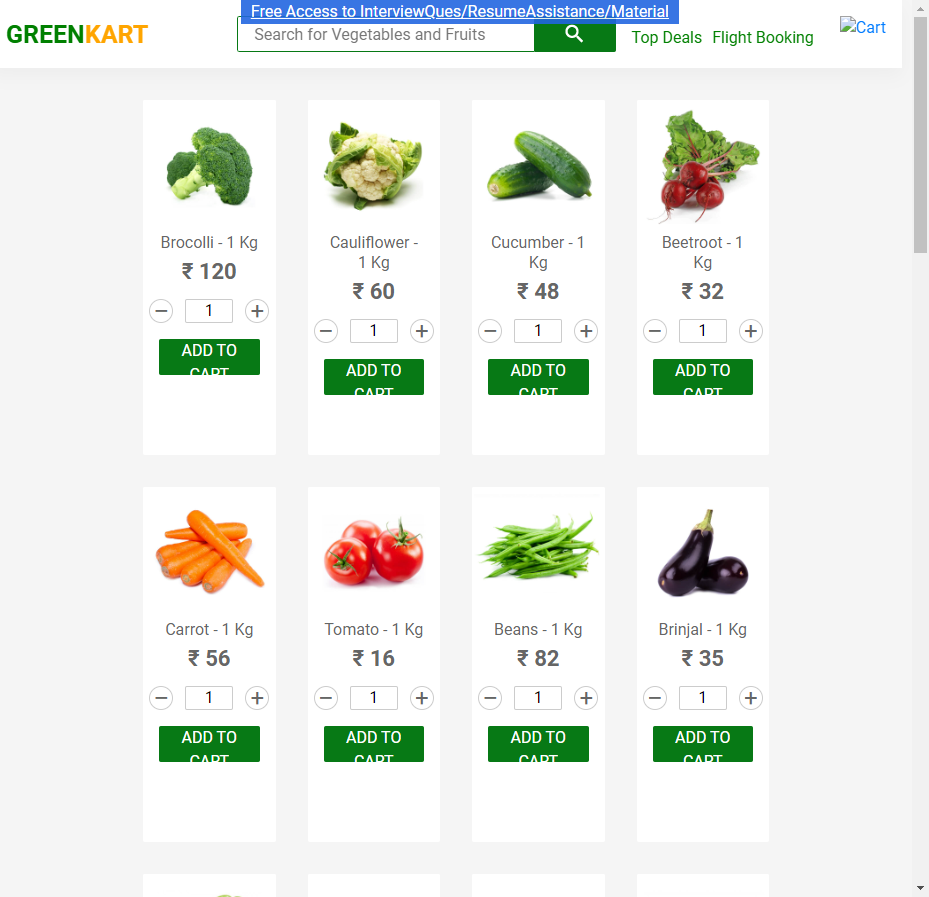 Free Access to InterviewQues/ResumeAssistance/Material
GREENKART
Search for Vegetables and Fruits
Top Deals Flight Booking
Cart
Brocolli - 1 Kg
₹ 120
1
ADD TO
CART
Cauliflower -
1 Kg
₹ 60
1
ADD TO
CART
Cucumber - 1
Kg
₹ 48
1
ADD TO
CART
Beetroot - 1
Kg
₹ 32
1
ADD TO
CART
Carrot - 1 Kg
₹ 56
1
ADD TO
CART
Tomato - 1 Kg
₹ 16
1
ADD TO
CART
Beans - 1 Kg
₹ 82
1
ADD TO
CART
Brinjal - 1 Kg
₹ 35
1
ADD TO
CART